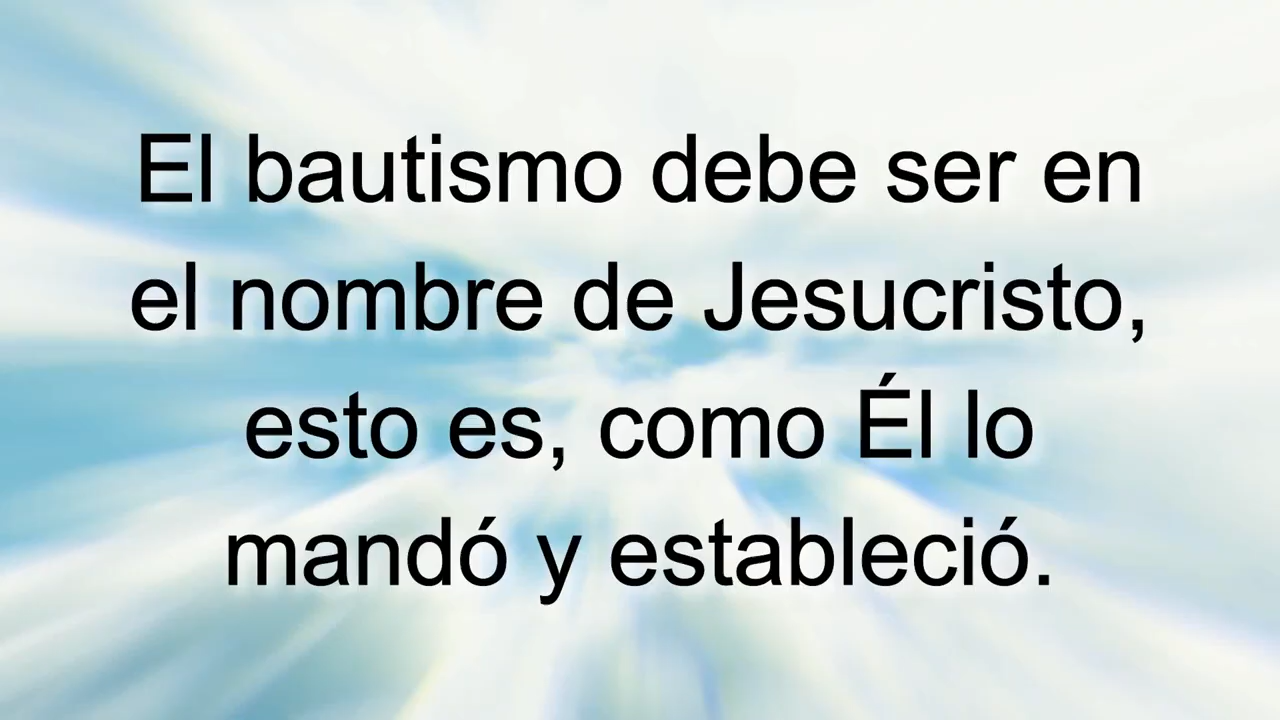 El bautismo debe ser en
el nombre de Jesucristo,
esto es, como Él lo
mandó y estableció.